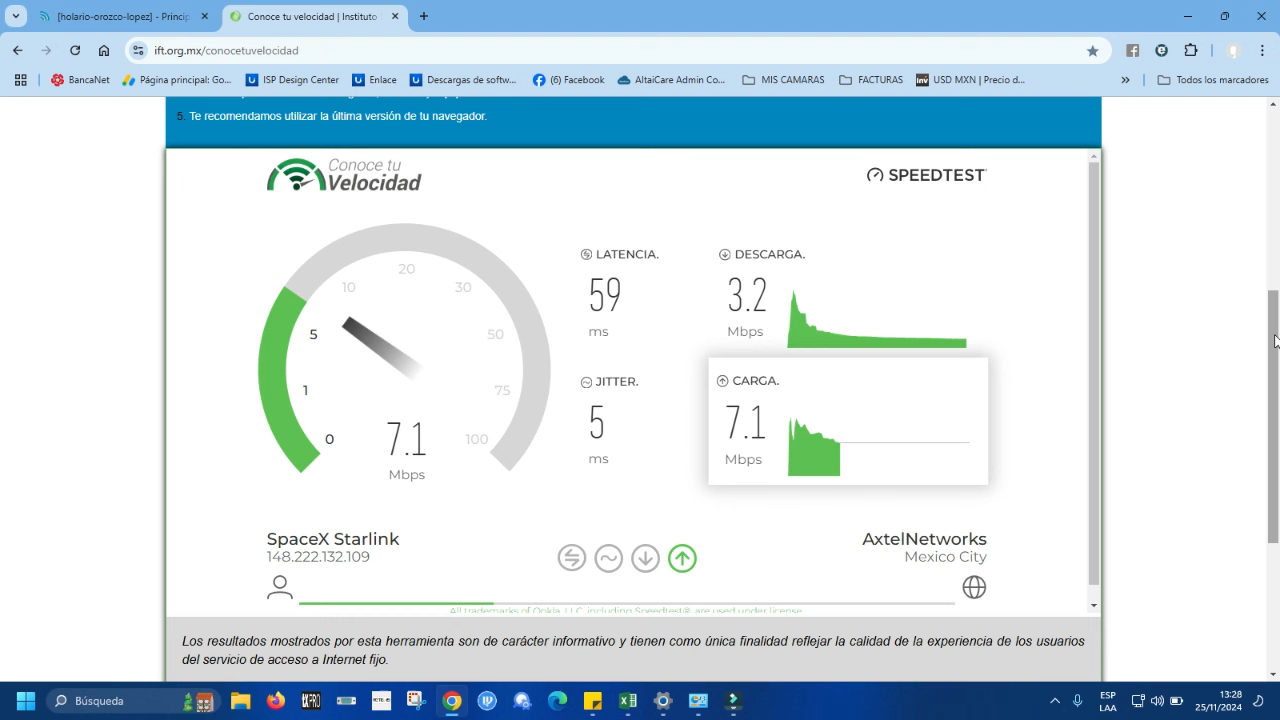 [holario-orozco-lopez] - Princip
Conoce tu velocidad | Instituto
ift.org.mx/conocetuvelocidad
BancaNet
Página principal: Go...
ISP Design Center
Enlace
Descargas de softw...
(6) Facebook
AltaiCare Admin Co...
MIS CAMARAS
FACTURAS
USD MXN | Precio d...
Todos los marcadores
5. Te recomendamos utilizar la última versión de tu navegador.
Conoce tu
Velocidad
SPEEDTEST
LATENCIA.
59
ms
DESCARGA.
3.2
Mbps
JITTER.
5
ms
CARGA.
7.1
Mbps
0
1
5
10
20
30
50
75
100
7.1
Mbps
SpaceX Starlink
148.222.132.109
AxtelNetworks
Mexico City
All trademarks of Ookla, LLC, including Speedtest®, are used under license
Los resultados mostrados por esta herramienta son de carácter informativo y tienen como única finalidad reflejar la calidad de la experiencia de los usuarios
del servicio de acceso a Internet fijo.
Búsqueda
ESP
LAA
13:28
25/11/2024